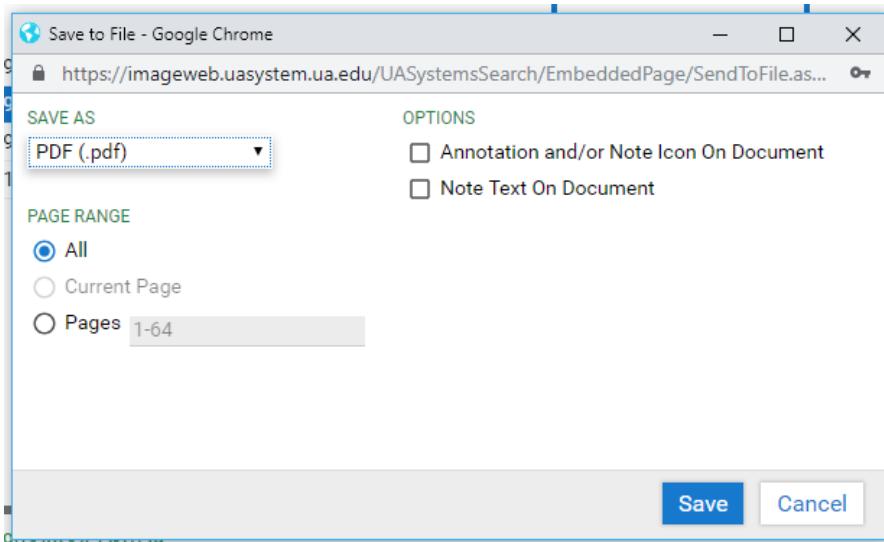 Save to File - Google Chrome
https://imageweb.uasystem.ua.edu/UASystemsSearch/EmbeddedPage/SendToFile.as...
SAVE AS
PDF (.pdf)
OPTIONS
Annotation and/or Note Icon On Document
Note Text On Document
PAGE RANGE
All
Current Page
Pages 1-64
Save Cancel